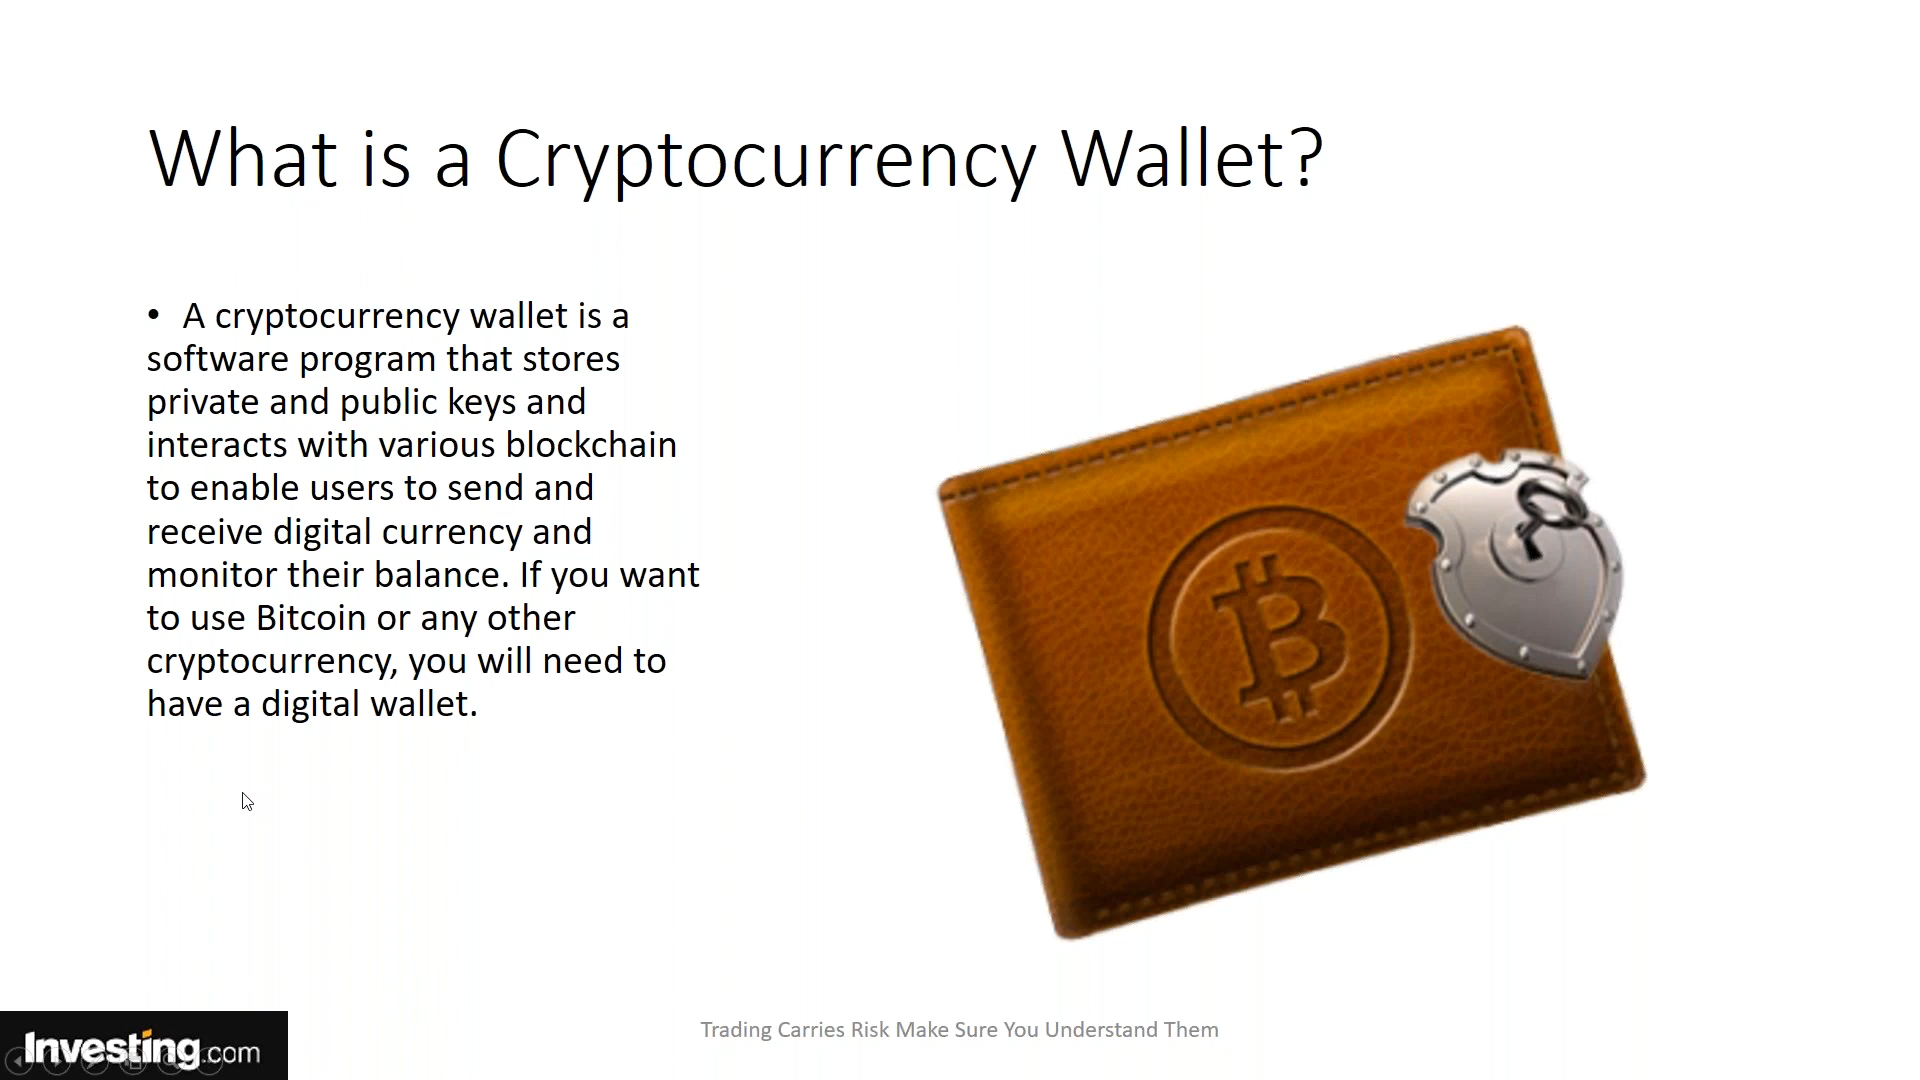 What is a Cryptocurrency Wallet?
• A cryptocurrency wallet is a
software program that stores
private and public keys and
interacts with various blockchain
to enable users to send and
receive digital currency and
monitor their balance. If you want
to use Bitcoin or any other
cryptocurrency, you will need to
have a digital wallet.
Investing.com
Trading Carries Risk Make Sure You Understand Them